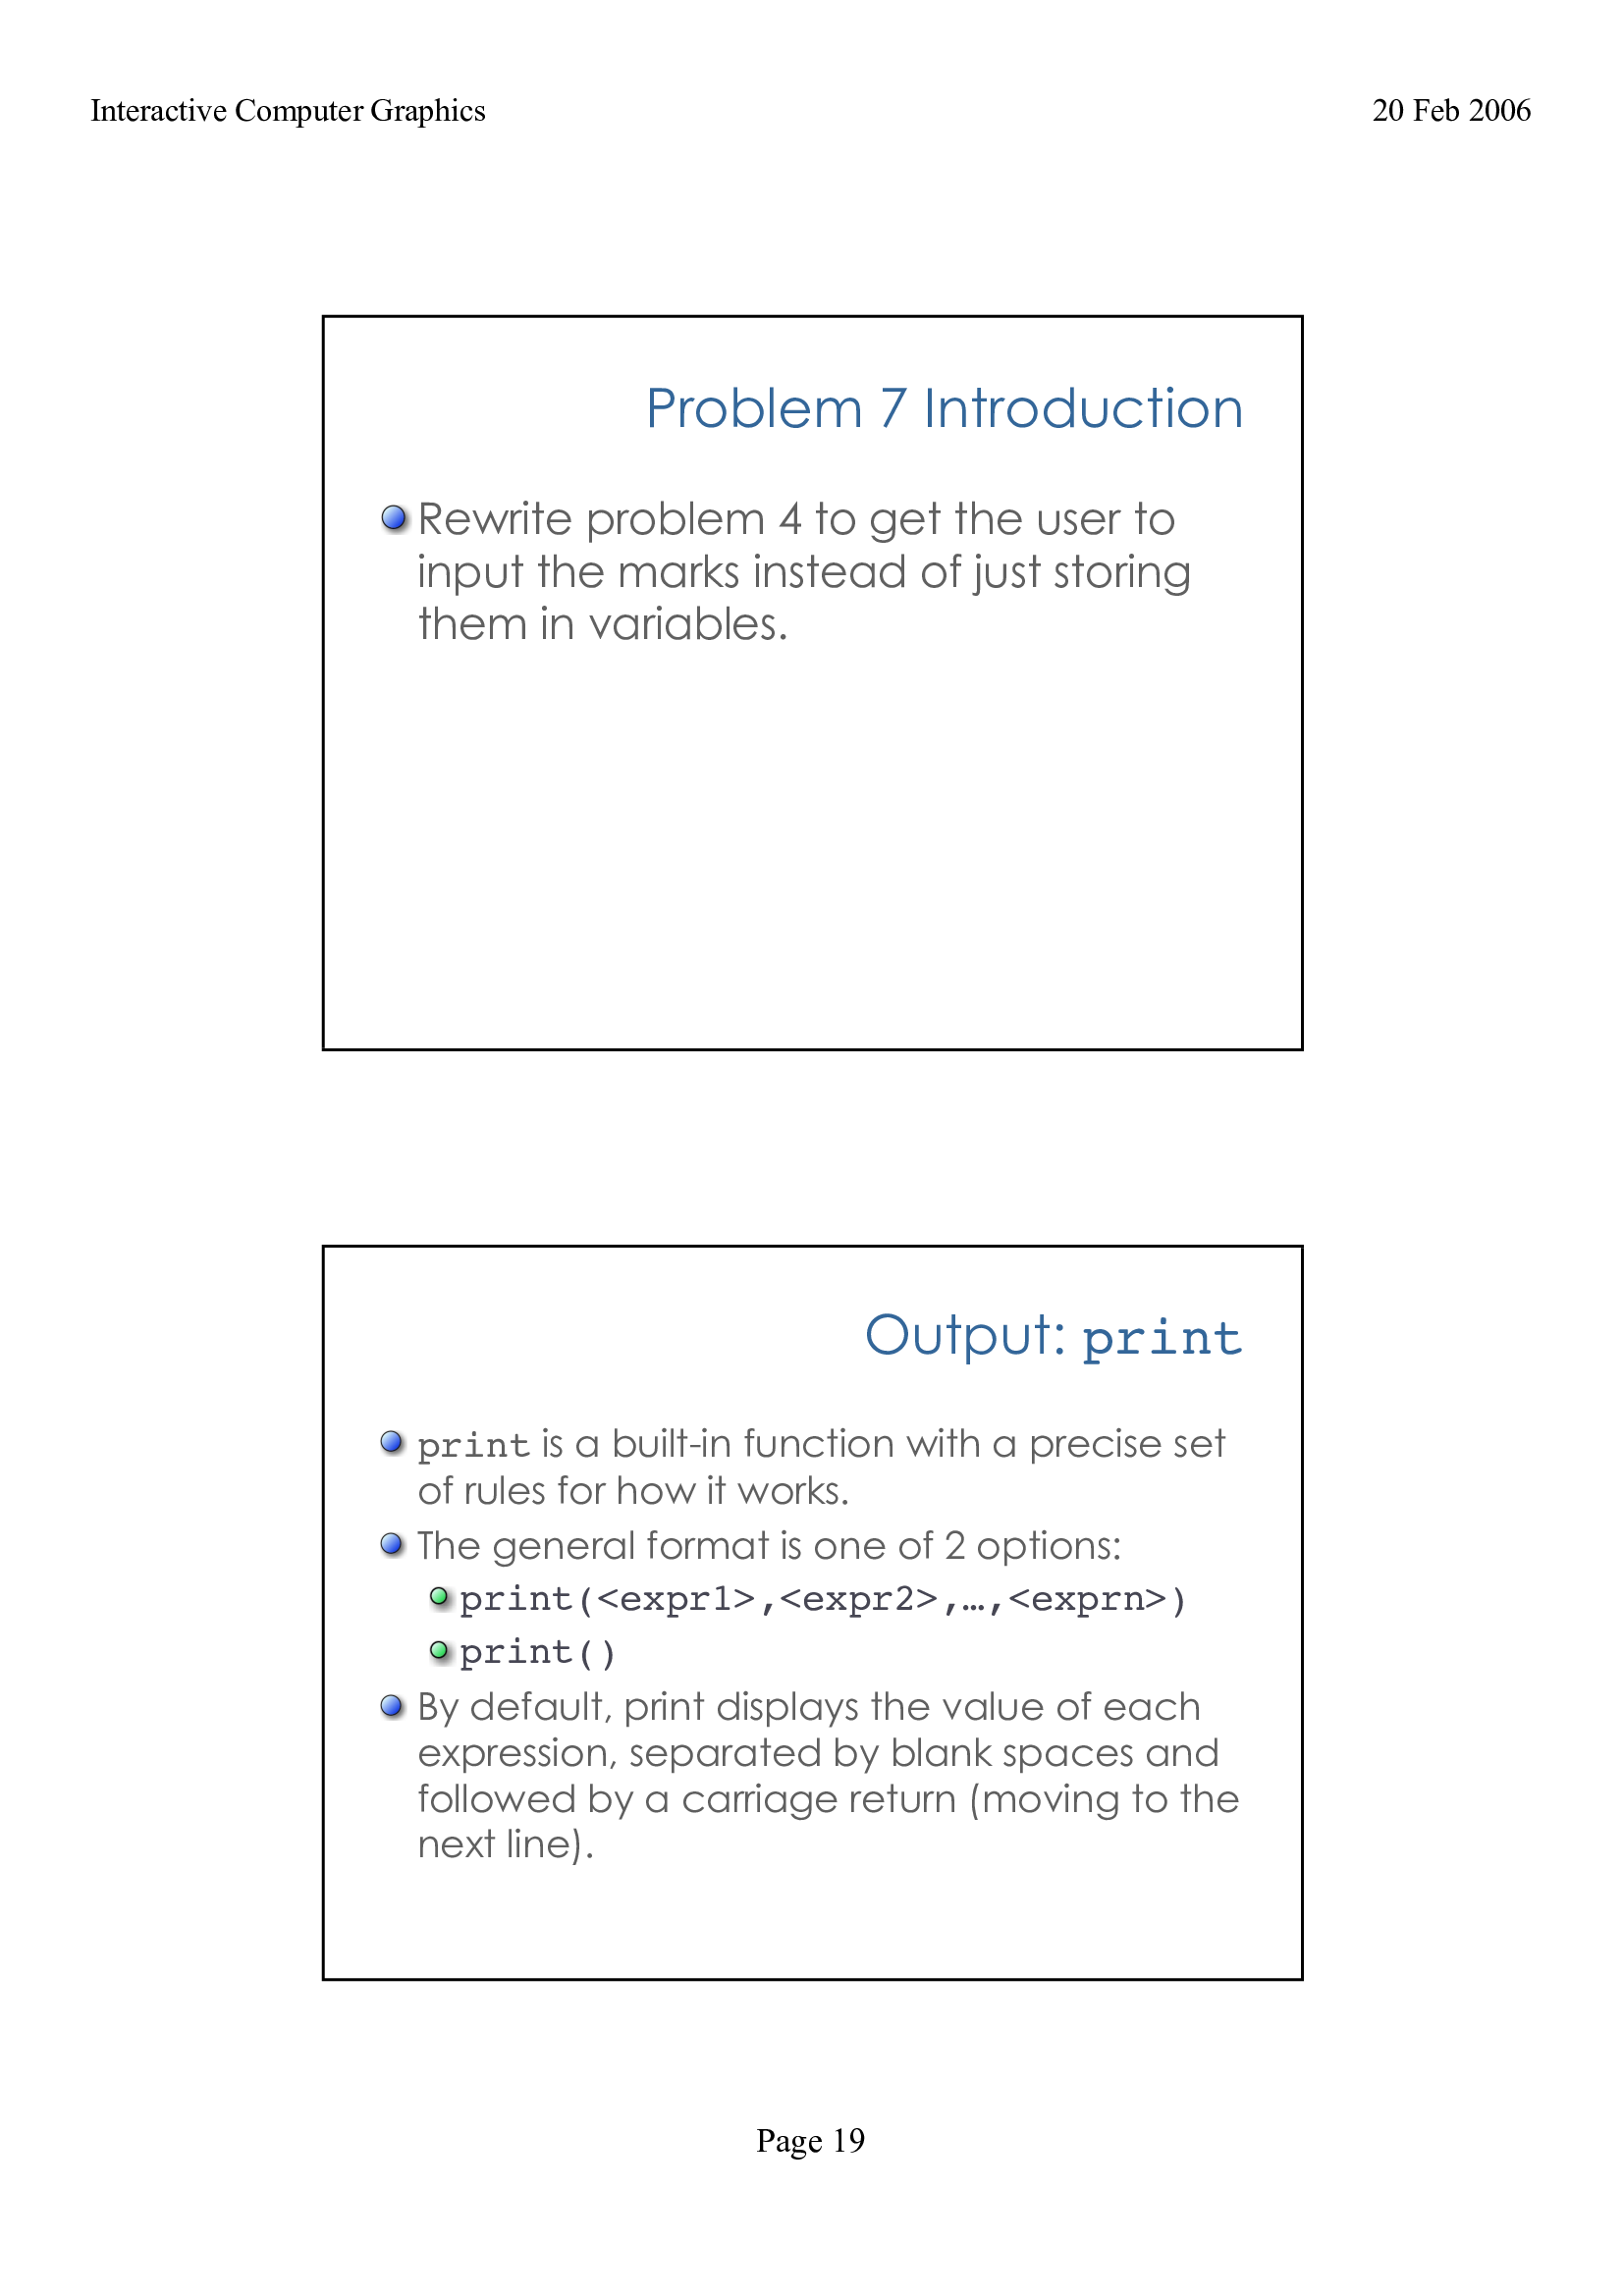 Interactive Computer Graphics 20 Feb 2006
Problem 7 Introduction
Rewrite problem 4 to get the user to
input the marks instead of just storing
them in variables.
Output: print
print is a built-in function with a precise set
of rules for how it works.
The general format is one of 2 options:
print(<expr1>,<expr2>,…,<exprn>)
print()
By default, print displays the value of each
expression, separated by blank spaces and
followed by a carriage return (moving to the
next line).
Page 19